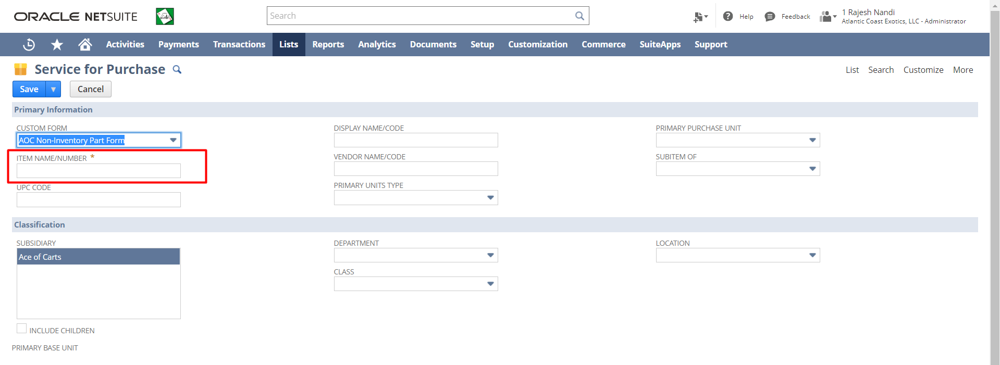 ORACLE NETSUITE
Search
Help
Feedback
1 Rajesh Nandi
Atlantic Coast Exotics, LLC - Administrator
Activities Payments Transactions Lists Reports Analytics Documents Setup Customization Commerce SuiteApps Support
Service for Purchase
List Search Customize More
Save
Cancel
Primary Information
CUSTOM FORM
AOC Non-Inventory Part Form
ITEM NAME/NUMBER *
UPC CODE
DISPLAY NAME/CODE
VENDOR NAME/CODE
PRIMARY UNITS TYPE
PRIMARY PURCHASE UNIT
SUBITEM OF
Classification
SUBSIDIARY
Ace of Carts
INCLUDE CHILDREN
PRIMARY BASE UNIT
DEPARTMENT
CLASS
LOCATION